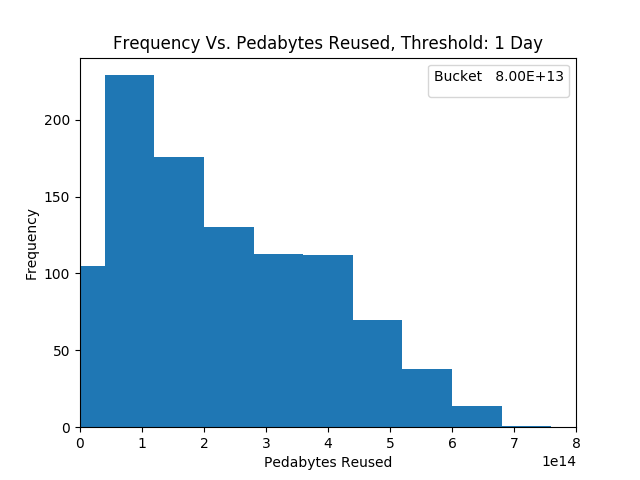 Frequency Vs. Pedabytes Reused, Threshold: 1 Day
Bucket 8.00E+13
200
150
100
50
0
Frequency
0 1 2 3 4 5 6 7 8
1e14
Pedabytes Reused